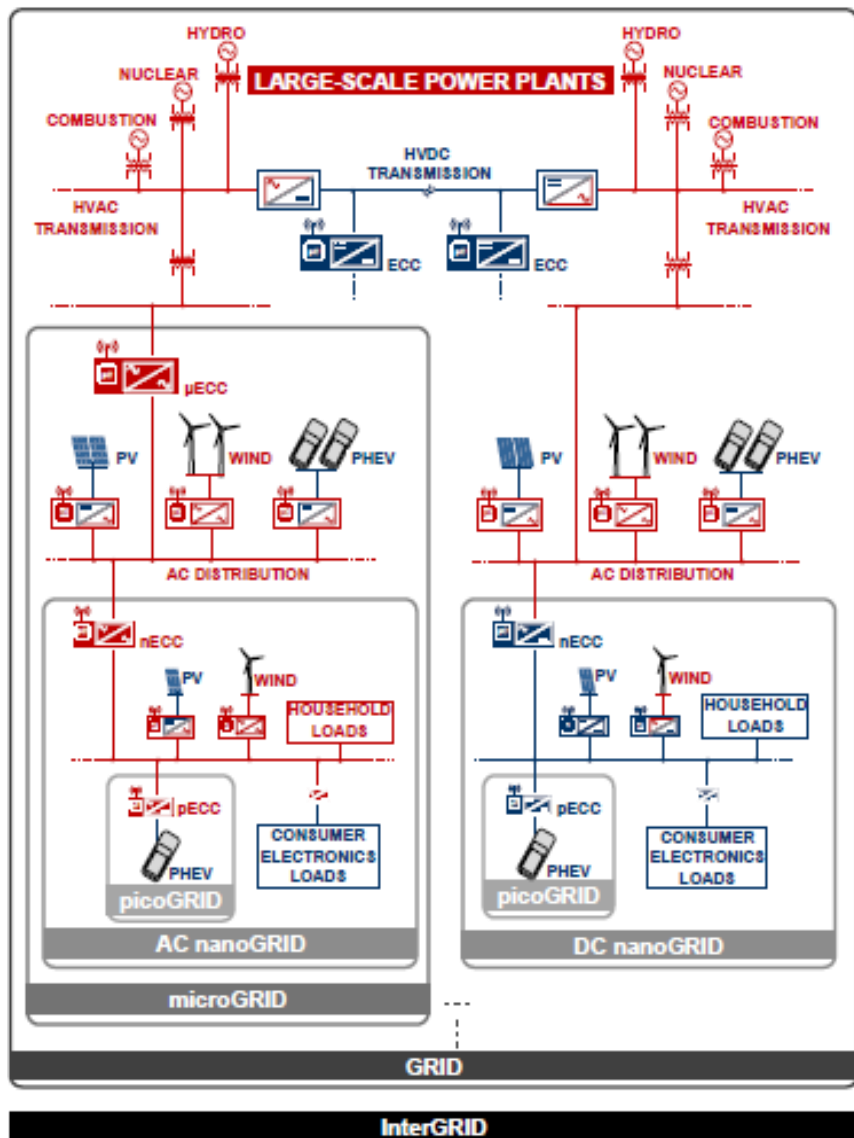 HYDRO
HYDRO
NUCLEAR
LARGE-SCALE POWER PLANTS
NUCLEAR
COMBUSTION
COMBUSTION
HVDC
TRANSMISSION
HVAC
TRANSMISSION
HVAC
TRANSMISSION
ECC
ECC
µECC
PV
WIND
PHEV
PV
WIND
PHEV
AC DISTRIBUTION
AC DISTRIBUTION
nECC
nECC
PV
WIND
HOUSEHOLD
LOADS
PV
WIND
HOUSEHOLD
LOADS
pECC
PHEV
CONSUMER
ELECTRONICS
LOADS
pECC
PHEV
CONSUMER
ELECTRONICS
LOADS
picoGRID
picoGRID
AC nanoGRID
DC nanoGRID
microGRID
GRID
InterGRID